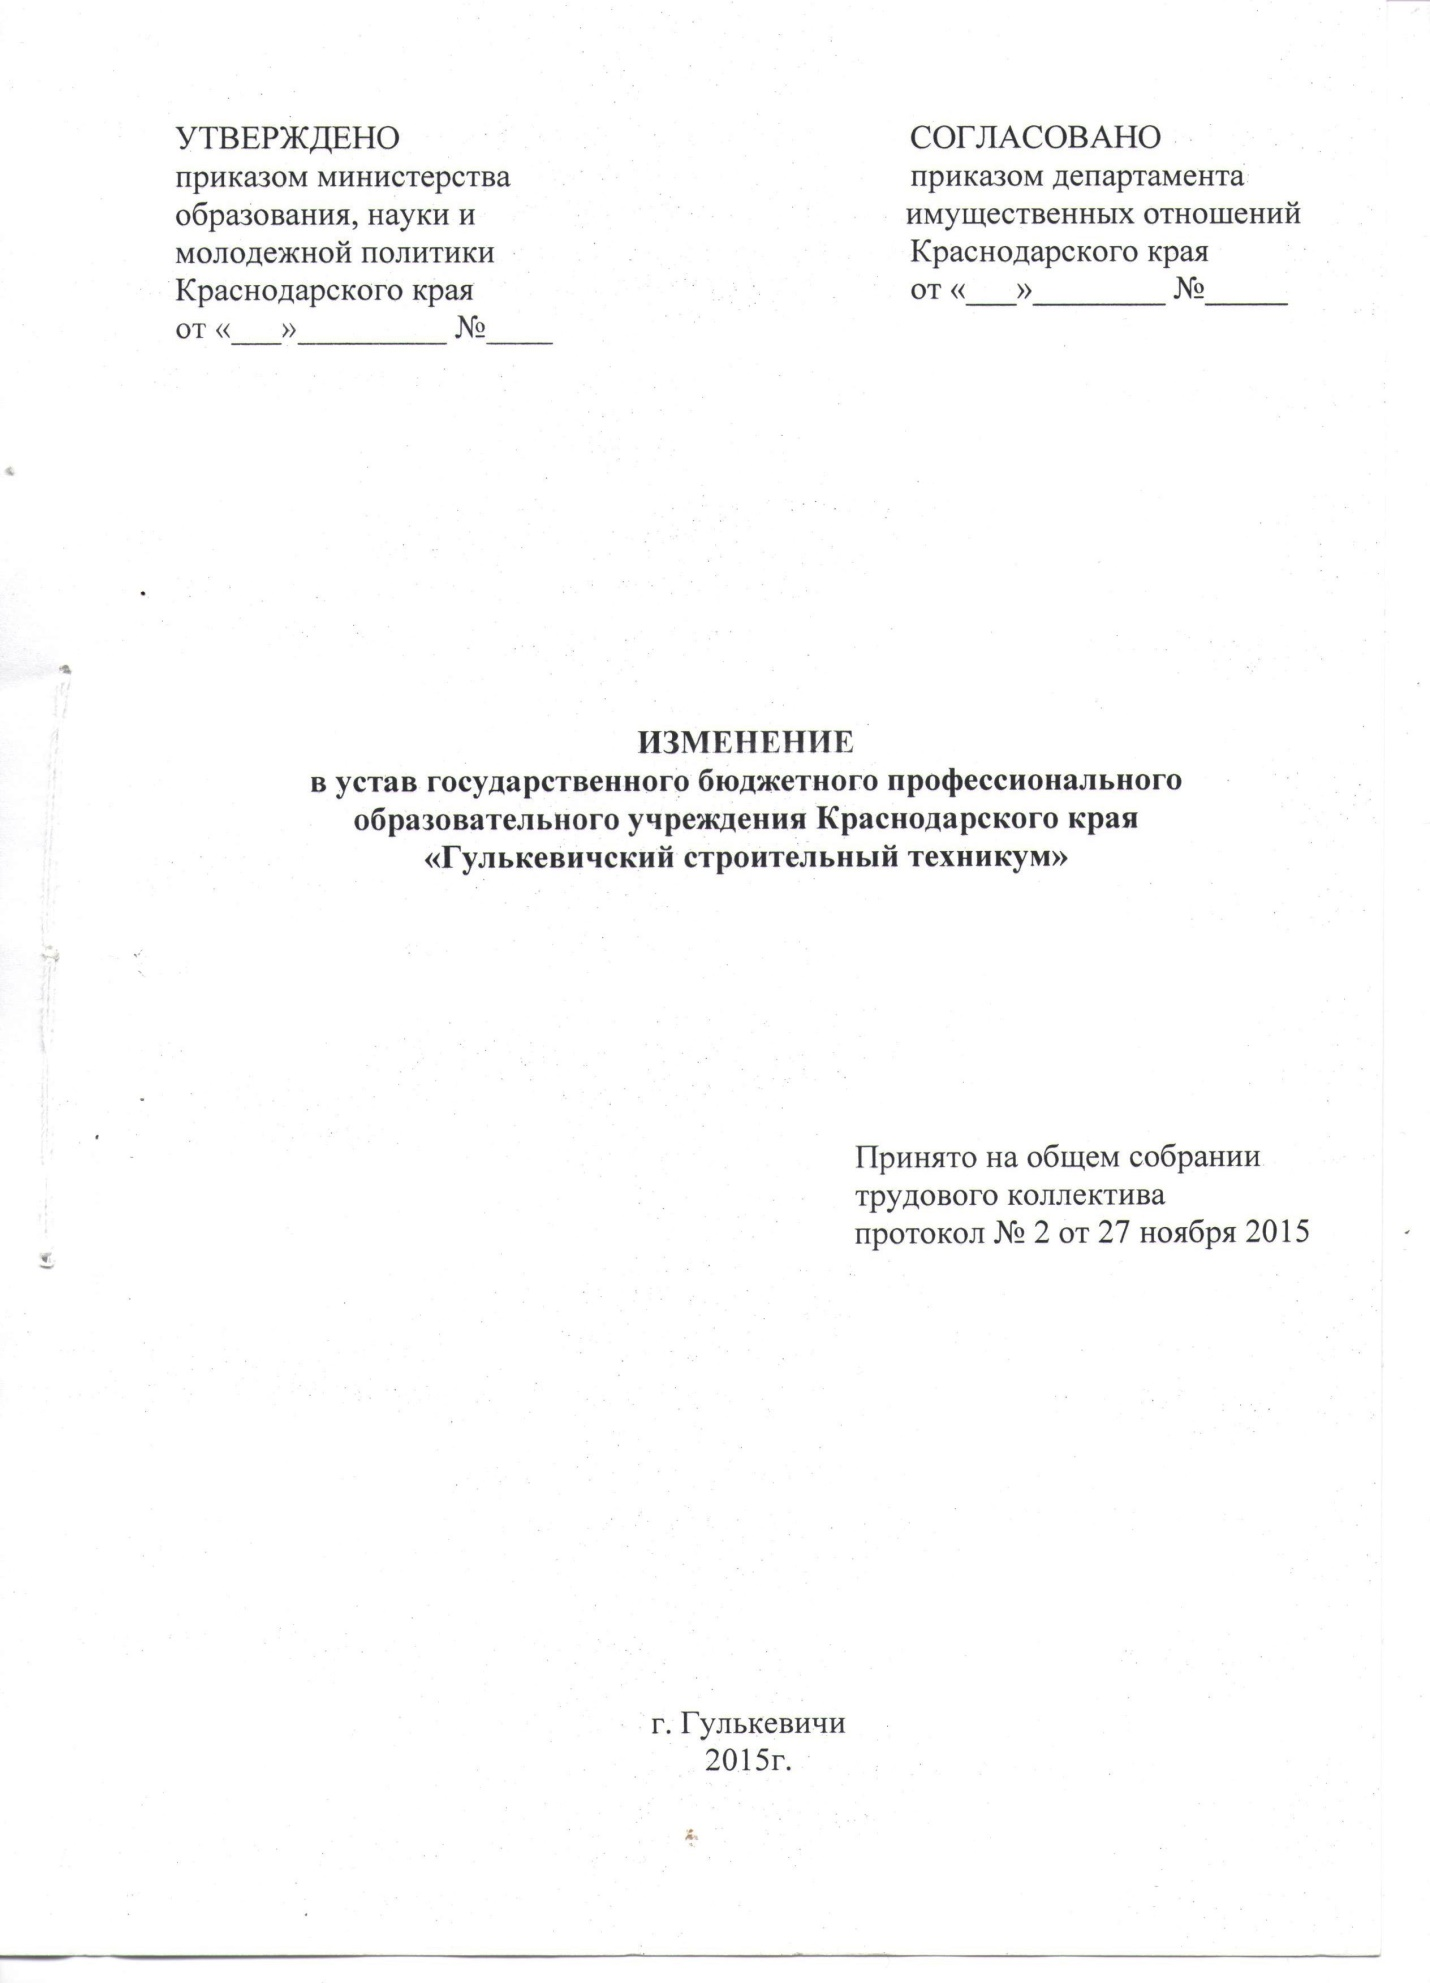 УТВЕРЖДЕНО
приказом министерства
образования, науки и
молодежной политики
Краснодарского края
от «___»_________ №____
СОГЛАСОВАНО
приказом департамента
имущественных отношений
Краснодарского края
от «___»________ №_____
ИЗМЕНЕНИЕ
в устав государственного бюджетного профессионального
образовательного учреждения Краснодарского края
«Гулькевичский строительный техникум»
Принято на общем собрании
трудового коллектива
протокол № 2 от 27 ноября 2015
г. Гулькевичи
2015г.